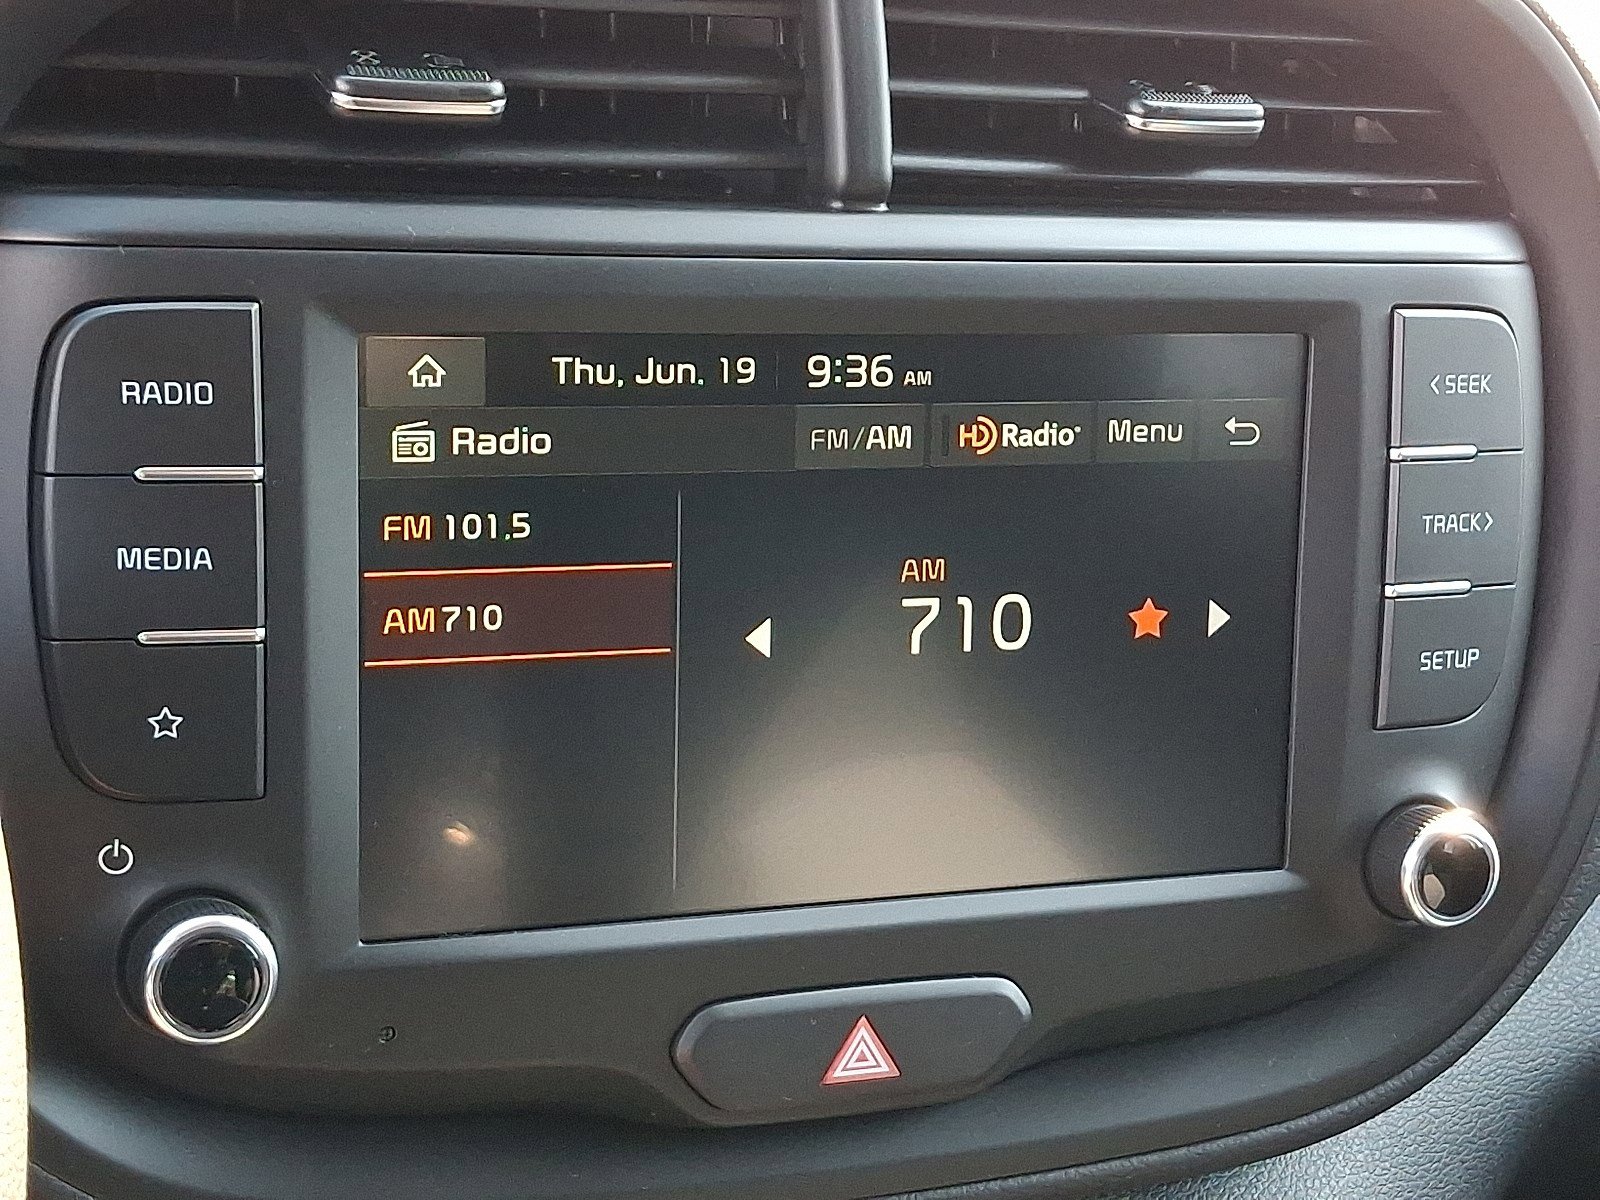 Thu, Jun. 19 9:36 AM
Radio FM/AM HD Radio Menu
FM 101.5
AM 710
AM
710
RADIO
MEDIA
< SEEK
TRACK >
SETUP